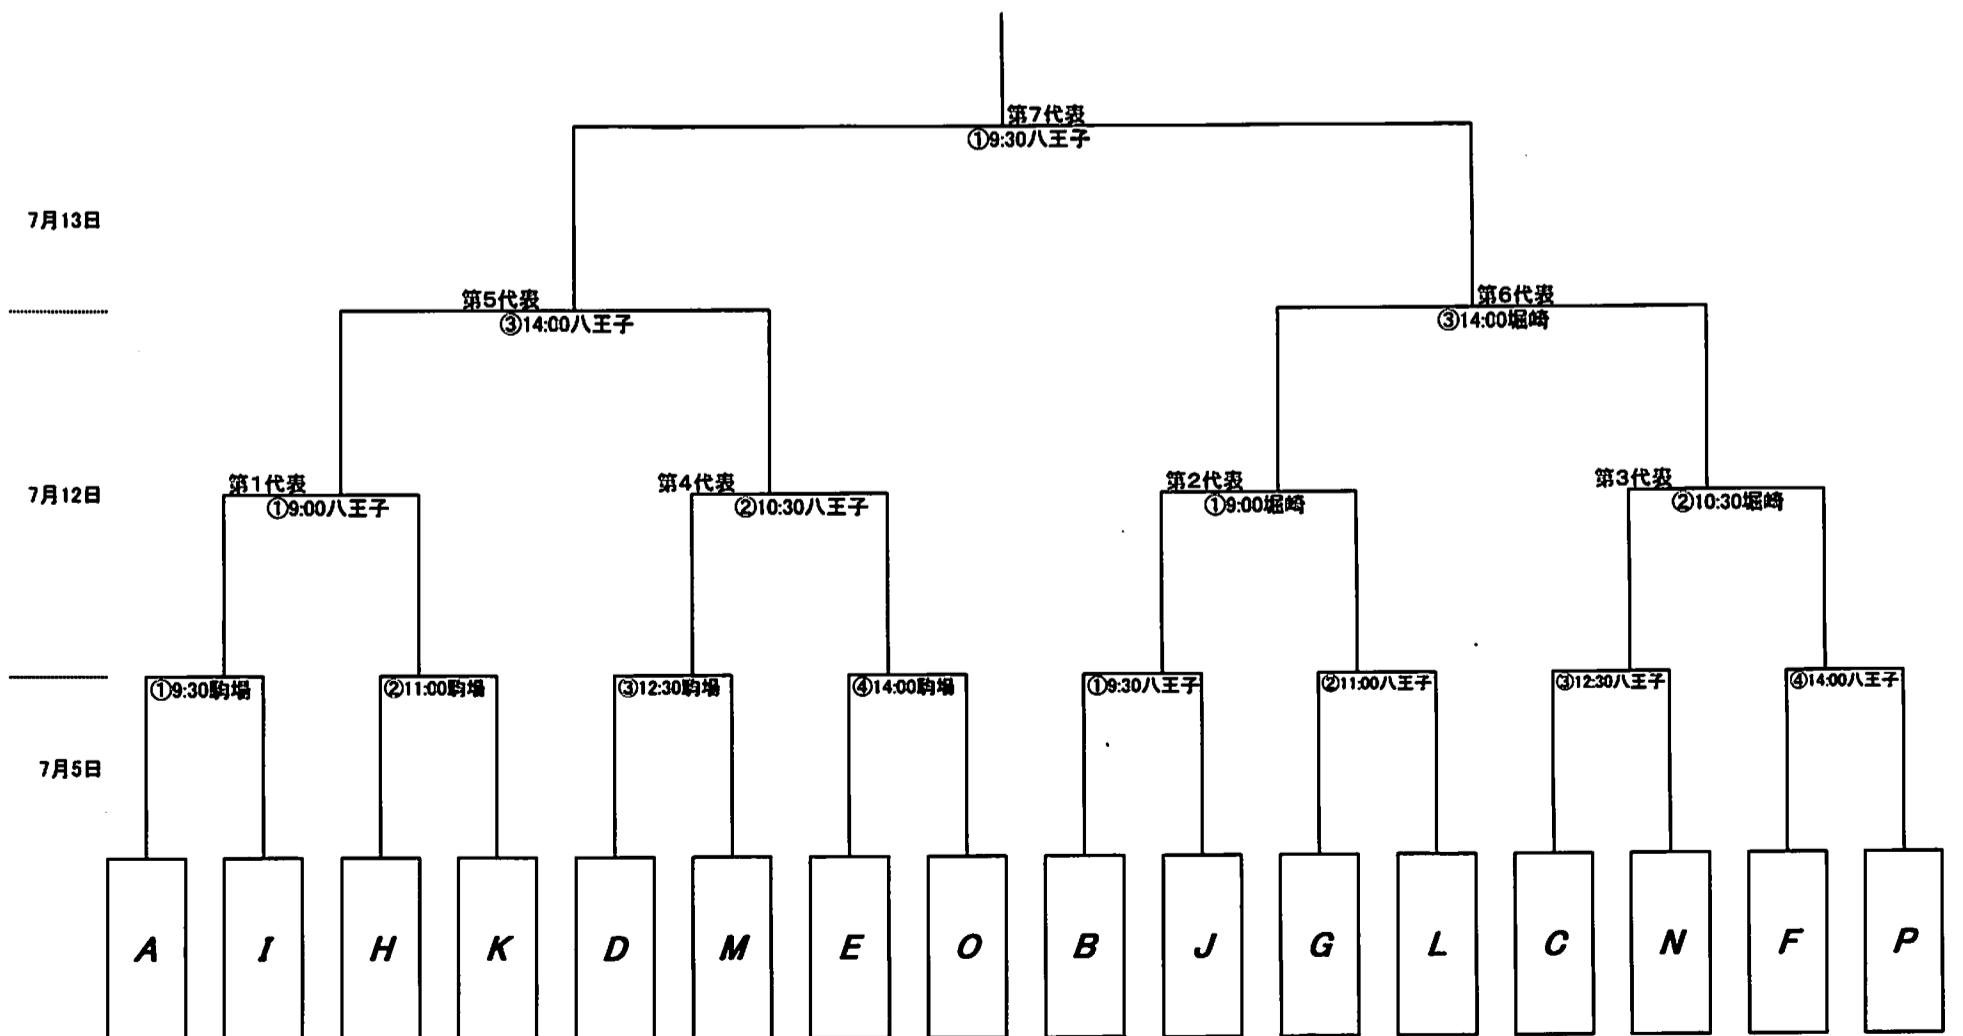 第7代表
①9:30八王子
7月13日
第5代表
③14:00八王子
第6代表
③14:00堀崎
7月12日
第1代表
①9:00八王子
第4代表
②10:30八王子
第2代表
①9:00堀崎
第3代表
②10:30堀崎
①9:30駒場
②11:00駒場
③12:30駒場
④14:00駒場
①9:30八王子
②11:00八王子
③12:30八王子
④14:00八王子
7月5日
A I H K D M E O B J G L C N F P